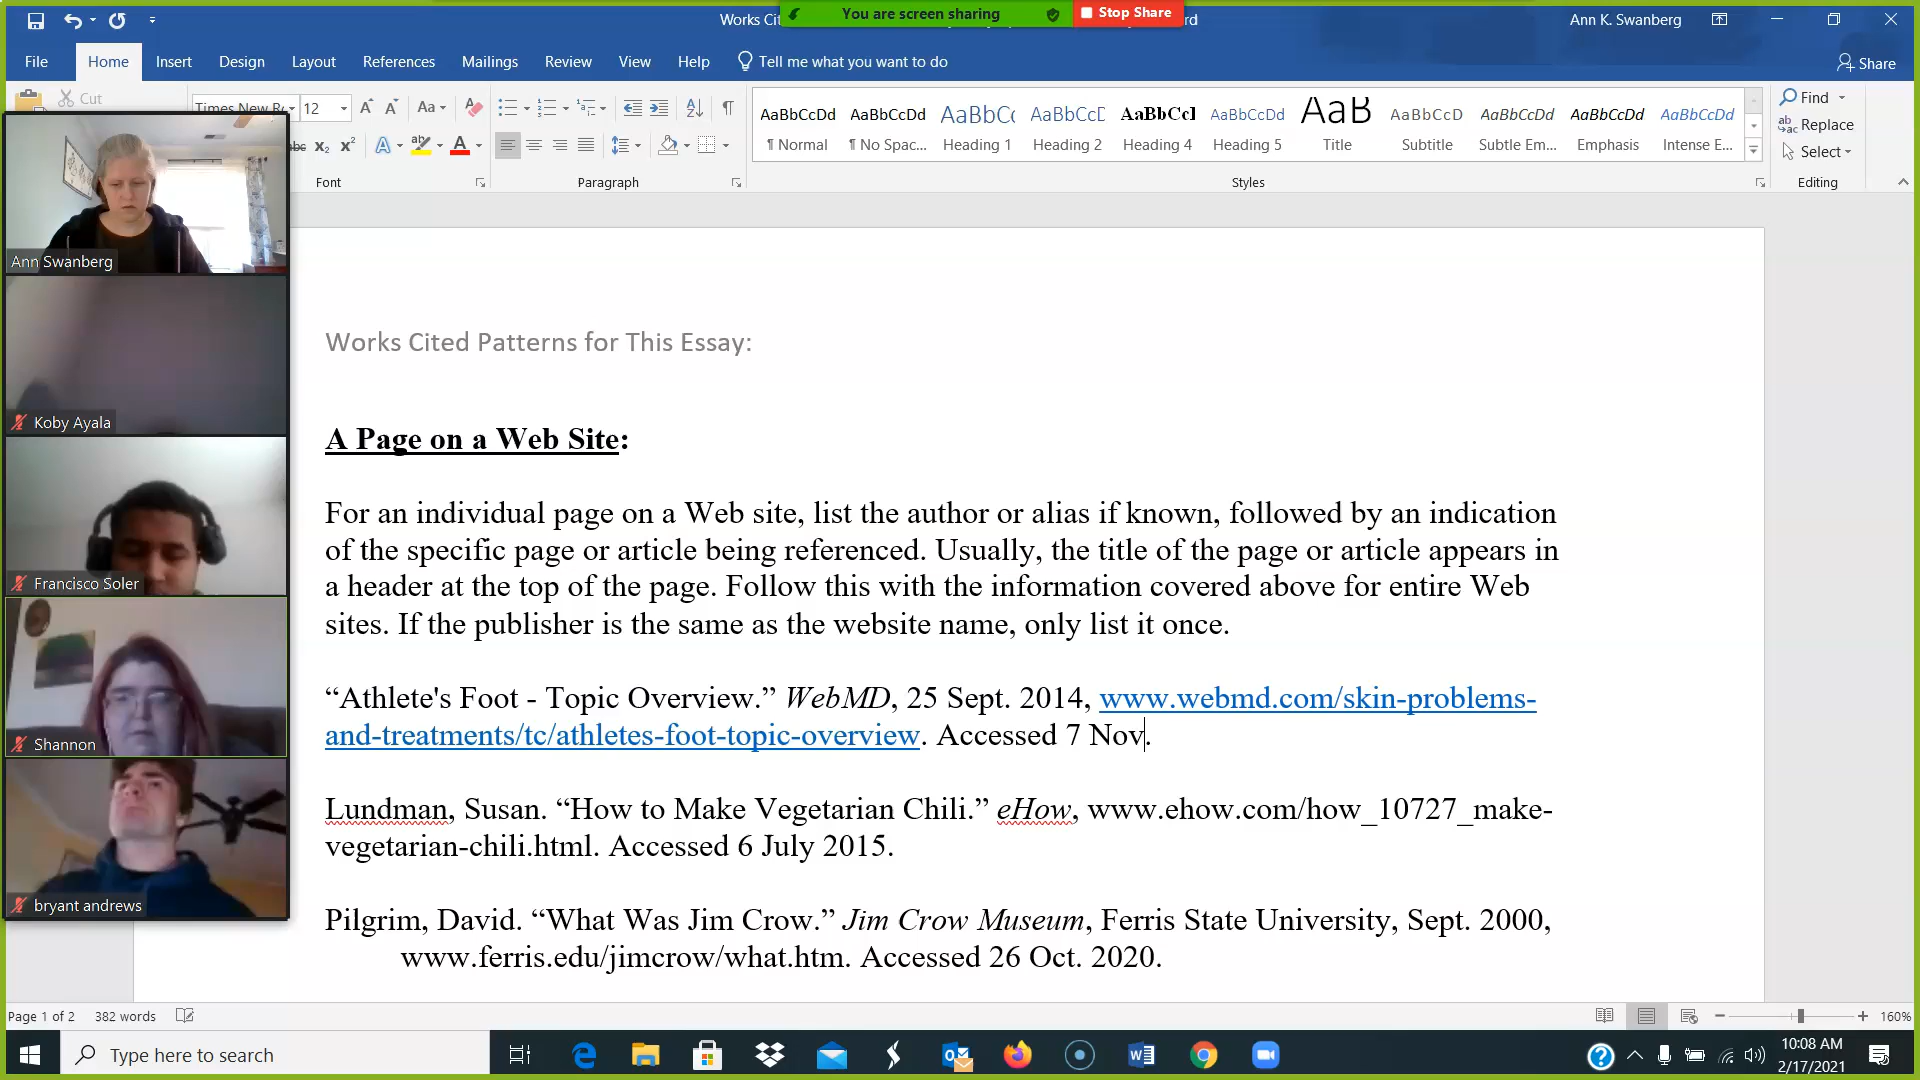 Works Cit
You are screen sharing
Stop Share
rd
Ann K. Swanberg
File
Home
Insert
Design
Layout
References
Mailings
Review
View
Help
Tell me what you want to do
Share
Cut
Times New R
12
Aa
abc
x₂
x²
A
ab
A
Font
Paragraph
AaBbCcDd
AaBbCcDd
AaBbCc
AaBbCcD
AaBbCcI
AaBbCcDd
AaB
AaBbCcD
AaBbCcDd
AaBbCcDd
AaBbCcDd
¶ Normal
¶ No Spac...
Heading 1
Heading 2
Heading 4
Heading 5
Title
Subtitle
Subtle Em...
Emphasis
Intense E...
Styles
Find
Replace
Select
Editing
Ann Swanberg
Koby Ayala
Francisco Soler
Shannon
bryant andrews
Works Cited Patterns for This Essay:
A Page on a Web Site:
For an individual page on a Web site, list the author or alias if known, followed by an indication
of the specific page or article being referenced. Usually, the title of the page or article appears in
a header at the top of the page. Follow this with the information covered above for entire Web
sites. If the publisher is the same as the website name, only list it once.
“Athlete's Foot - Topic Overview.” WebMD, 25 Sept. 2014, www.webmd.com/skin-problems-
and-treatments/tc/athletes-foot-topic-overview. Accessed 7 Nov.
Lundman, Susan. “How to Make Vegetarian Chili.” eHow, www.ehow.com/how_10727_make-
vegetarian-chili.html. Accessed 6 July 2015.
Pilgrim, David. “What Was Jim Crow.” Jim Crow Museum, Ferris State University, Sept. 2000,
www.ferris.edu/jimcrow/what.htm. Accessed 26 Oct. 2020.
Page 1 of 2
382 words
160%
Type here to search
10:08 AM
2/17/2021